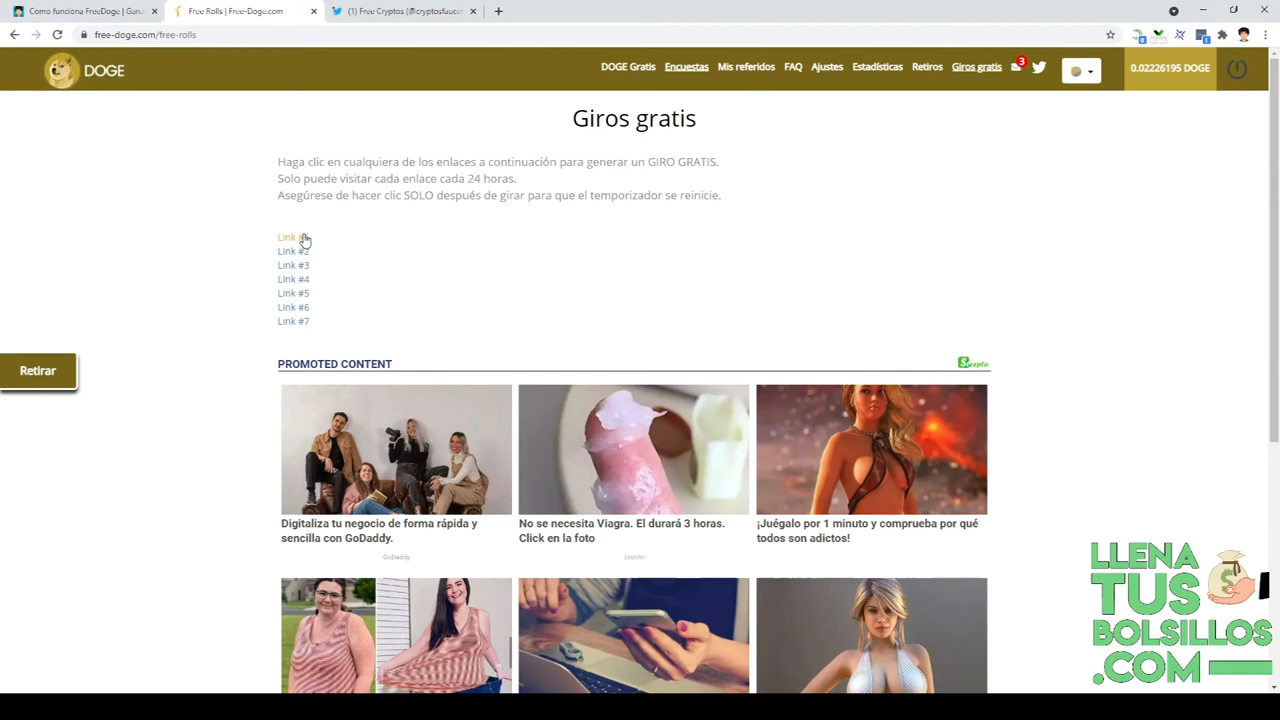 Como funciona FreeDoge | Gana
Free Rolls | Free-Doge.com
(1) Free Cryptos (@cryptosfaucet
free-doge.com/free-rolls
DOGE
DOGE Gratis
Encuestas
Mis referidos
FAQ
Ajustes
Estadísticas
Retiros
Giros gratis
3
0.02226195 DOGE
Giros gratis
Haga clic en cualquiera de los enlaces a continuación para generar un GIRO GRATIS.
Solo puede visitar cada enlace cada 24 horas.
Asegúrese de hacer clic SOLO después de girar para que el temporizador se reinicie.
Link #
Link #2
Link #3
Link #4
Link #5
Link #6
Link #7
Retirar
PROMOTED CONTENT
Digitaliza tu negocio de forma rápida y
sencilla con GoDaddy.
GoDaddy
No se necesita Viagra. El durará 3 horas.
Click en la foto
¡Juégalo por 1 minuto y comprueba por qué
todos son adictos!
LLENA
TUS
BOLSILLOS
.COM